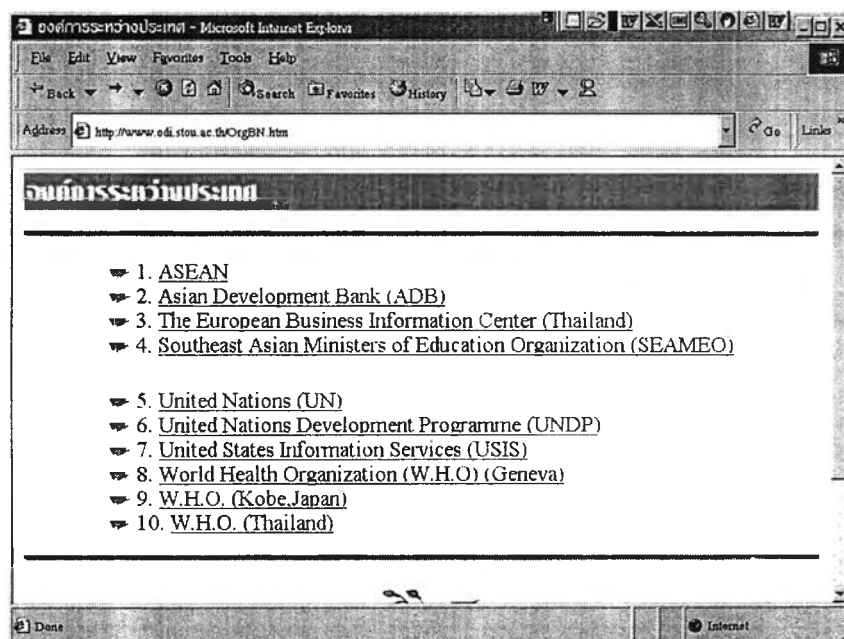 องค์การระหว่างประเทศ - Microsoft Internet Explorer
File Edit View Favorites Tools Help
Back Search Favorites History
Address http://www.odi.stou.ac.th/OrgBN.htm Go Links
องค์การระหว่างประเทศ
1. ASEAN
2. Asian Development Bank (ADB)
3. The European Business Information Center (Thailand)
4. Southeast Asian Ministers of Education Organization (SEAMEO)
5. United Nations (UN)
6. United Nations Development Programme (UNDP)
7. United States Information Services (USIS)
8. World Health Organization (W.H.O) (Geneva)
9. W.H.O. (Kobe,Japan)
10. W.H.O. (Thailand)
Done Internet